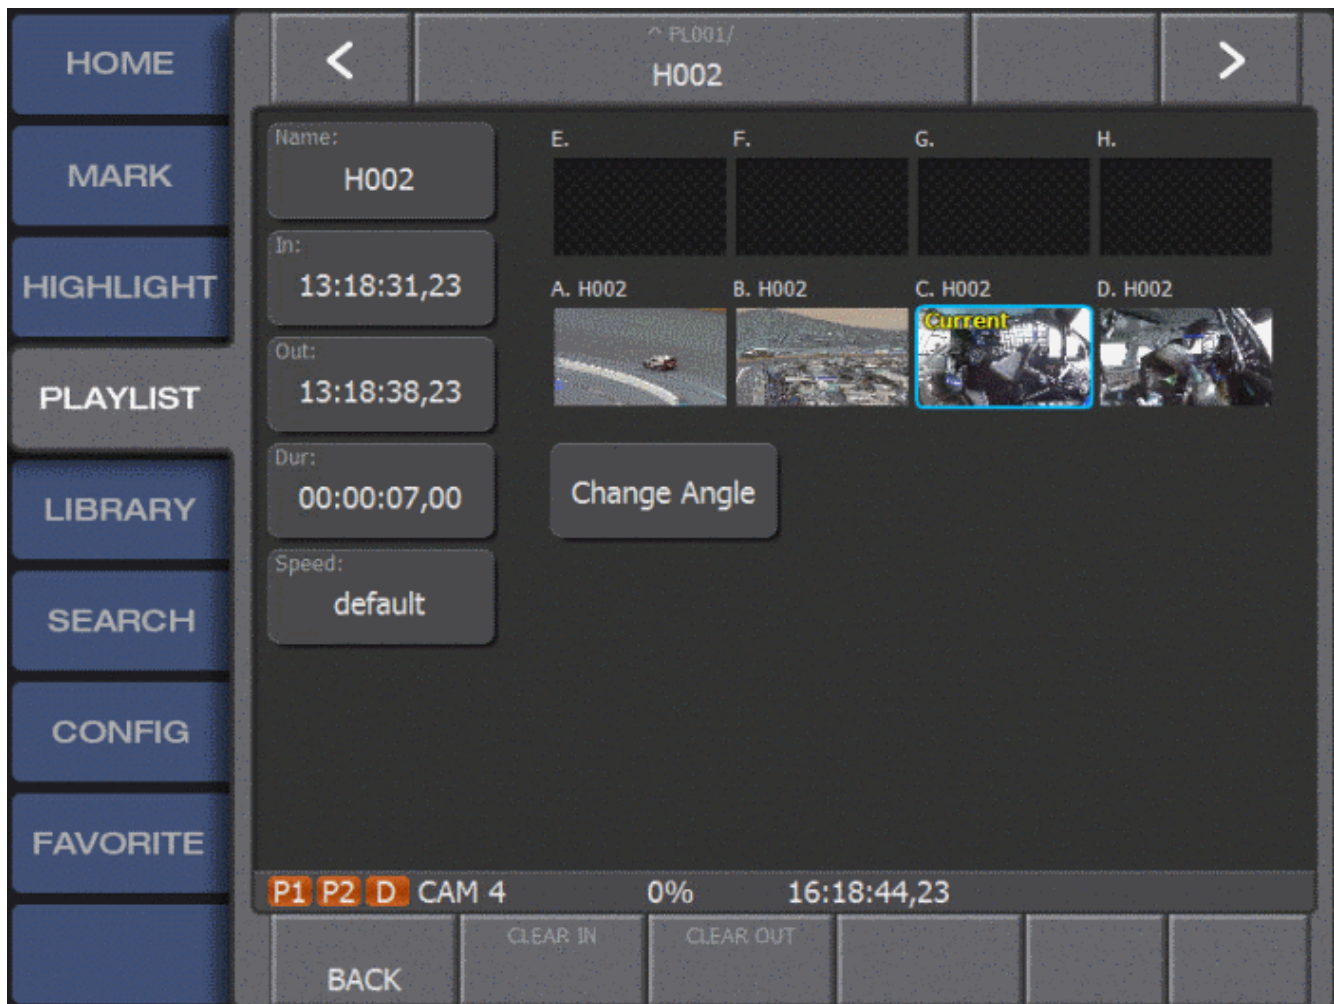 HOME
MARK
HIGHLIGHT
PLAYLIST
LIBRARY
SEARCH
CONFIG
FAVORITE
<
^ PL001/
H002
>
Name:
H002
In:
13:18:31,23
Out:
13:18:38,23
Dur:
00:00:07,00
Speed:
default
E. F. G. H.
A. H002 B. H002 C. H002 D. H002
Current
Change Angle
P1 P2 D CAM 4 0% 16:18:44,23
CLEAR IN CLEAR OUT
BACK